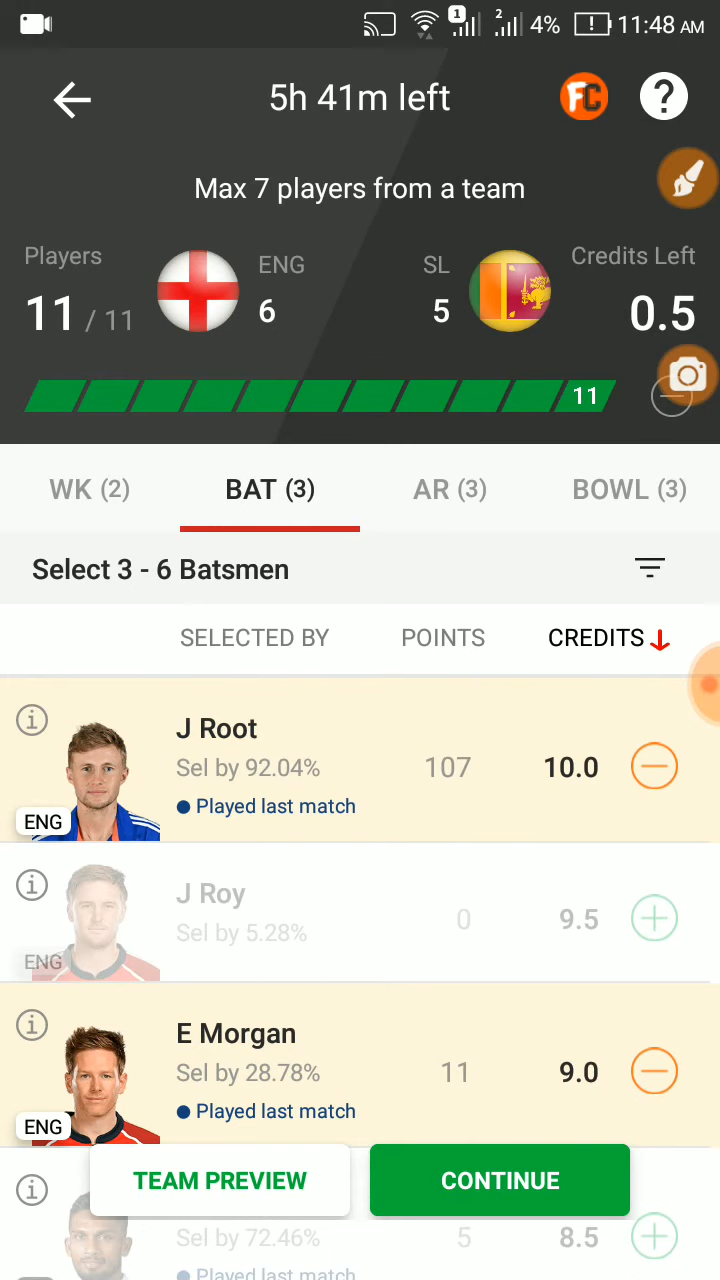 1 2 4% 11:48 AM
5h 41m left FC ?
Max 7 players from a team
Players ENG SL Credits Left
11 / 11 6 5 0.5
11
WK (2) BAT (3) AR (3) BOWL (3)
Select 3 - 6 Batsmen
SELECTED BY POINTS CREDITS
J Root
Sel by 92.04% 107 10.0
Played last match
ENG
J Roy
Sel by 5.28% 0 9.5
ENG
E Morgan
Sel by 28.78% 11 9.0
Played last match
ENG
TEAM PREVIEW CONTINUE
Sel by 72.46% 5 8.5
Played last match